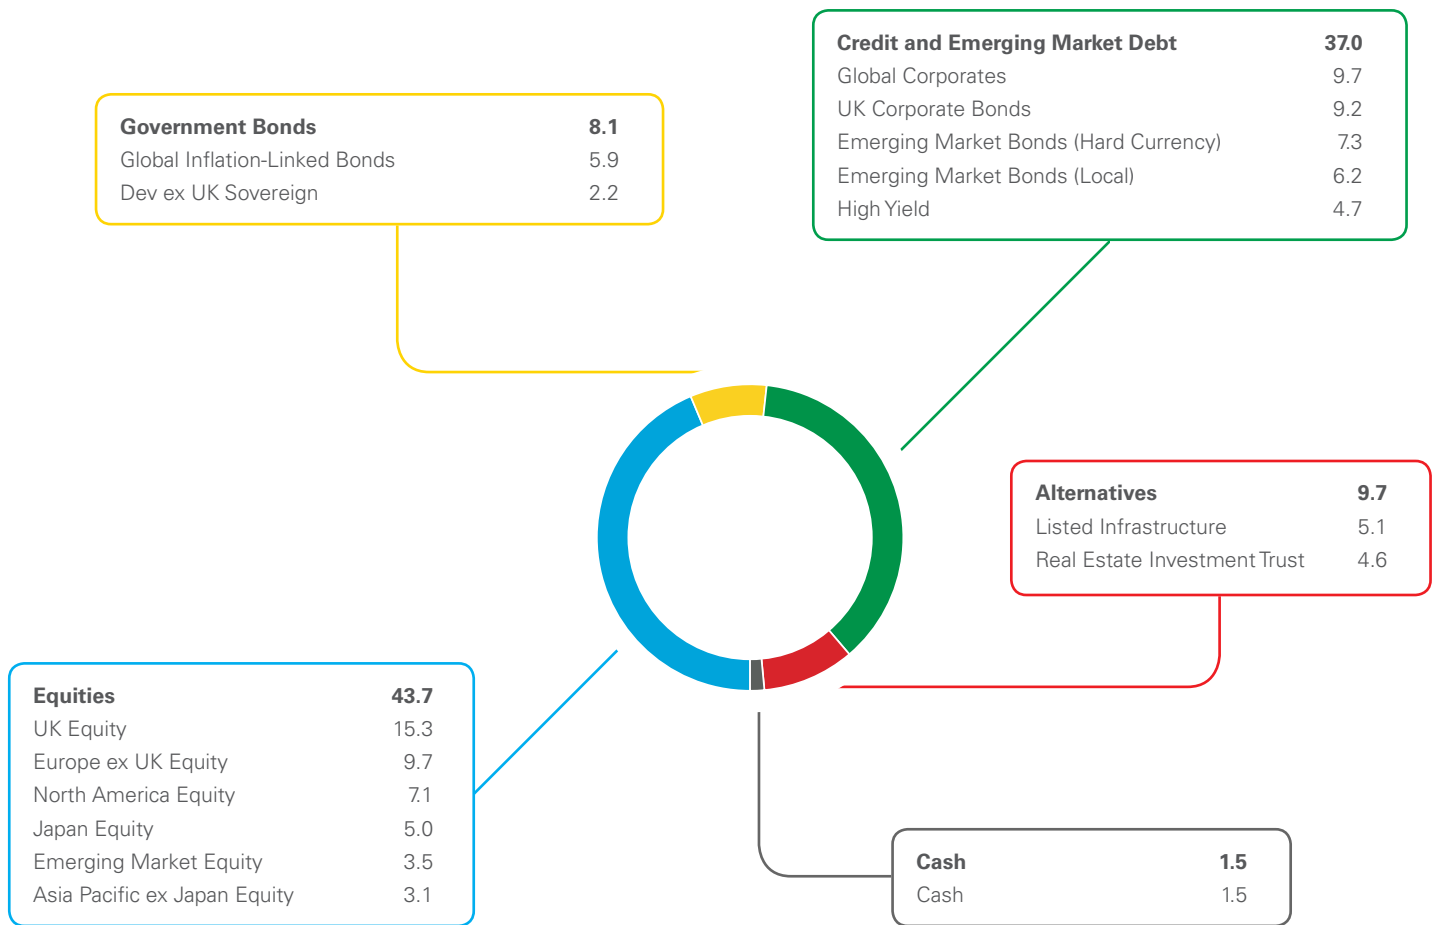 Credit and Emerging Market Debt 37.0
Global Corporates 9.7
UK Corporate Bonds 9.2
Emerging Market Bonds (Hard Currency) 7.3
Emerging Market Bonds (Local) 6.2
High Yield 4.7
Government Bonds 8.1
Global Inflation-Linked Bonds 5.9
Dev ex UK Sovereign 2.2
Alternatives 9.7
Listed Infrastructure 5.1
Real Estate Investment Trust 4.6
Equities 43.7
UK Equity 15.3
Europe ex UK Equity 9.7
North America Equity 7.1
Japan Equity 5.0
Emerging Market Equity 3.5
Asia Pacific ex Japan Equity 3.1
Cash 1.5
Cash 1.5